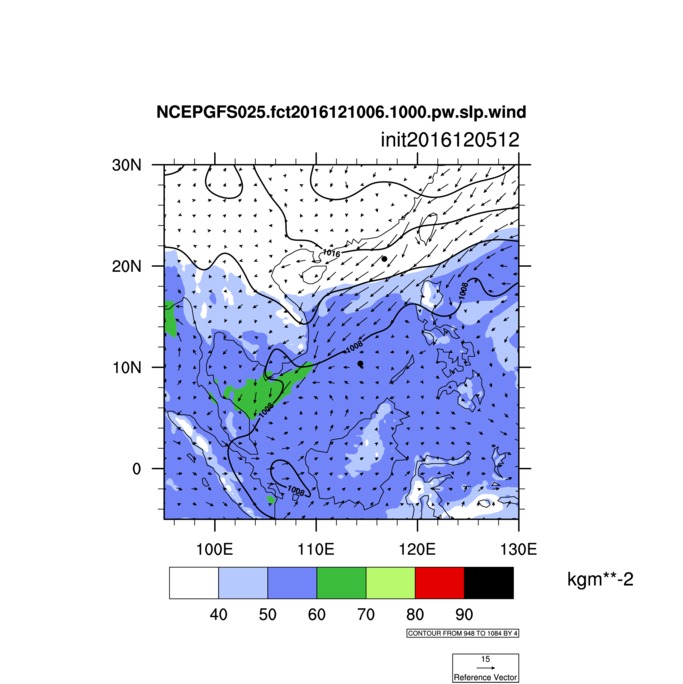 NCEPGFS025.fct2016121006.1000.pw.slp.wind
init2016120512
30N
20N
10N
0
1016
1008
1008
1008
1008
100E 110E 120E 130E
40 50 60 70 80 90
kgm**-2
CONTOUR FROM 948 TO 1084 BY 4
15
Reference Vector